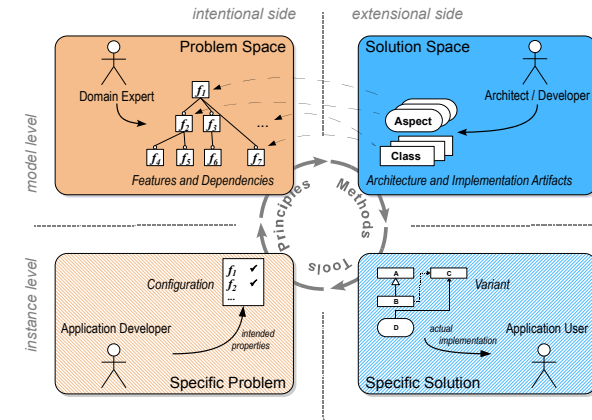 intentional side
extensional side
model level
Problem Space
Domain Expert
f1
f2
f3
...
f4
f5
f6
f7
Features and Dependencies
Solution Space
Architect / Developer
Aspect
Class
Architecture and Implementation Artifacts
Principles
Methods
Tools
instance level
Configuration
f1 ✔
f2 ✔
...
Application Developer
intended
properties
Specific Problem
A
C
B
D
Variant
actual
implementation
Application User
Specific Solution